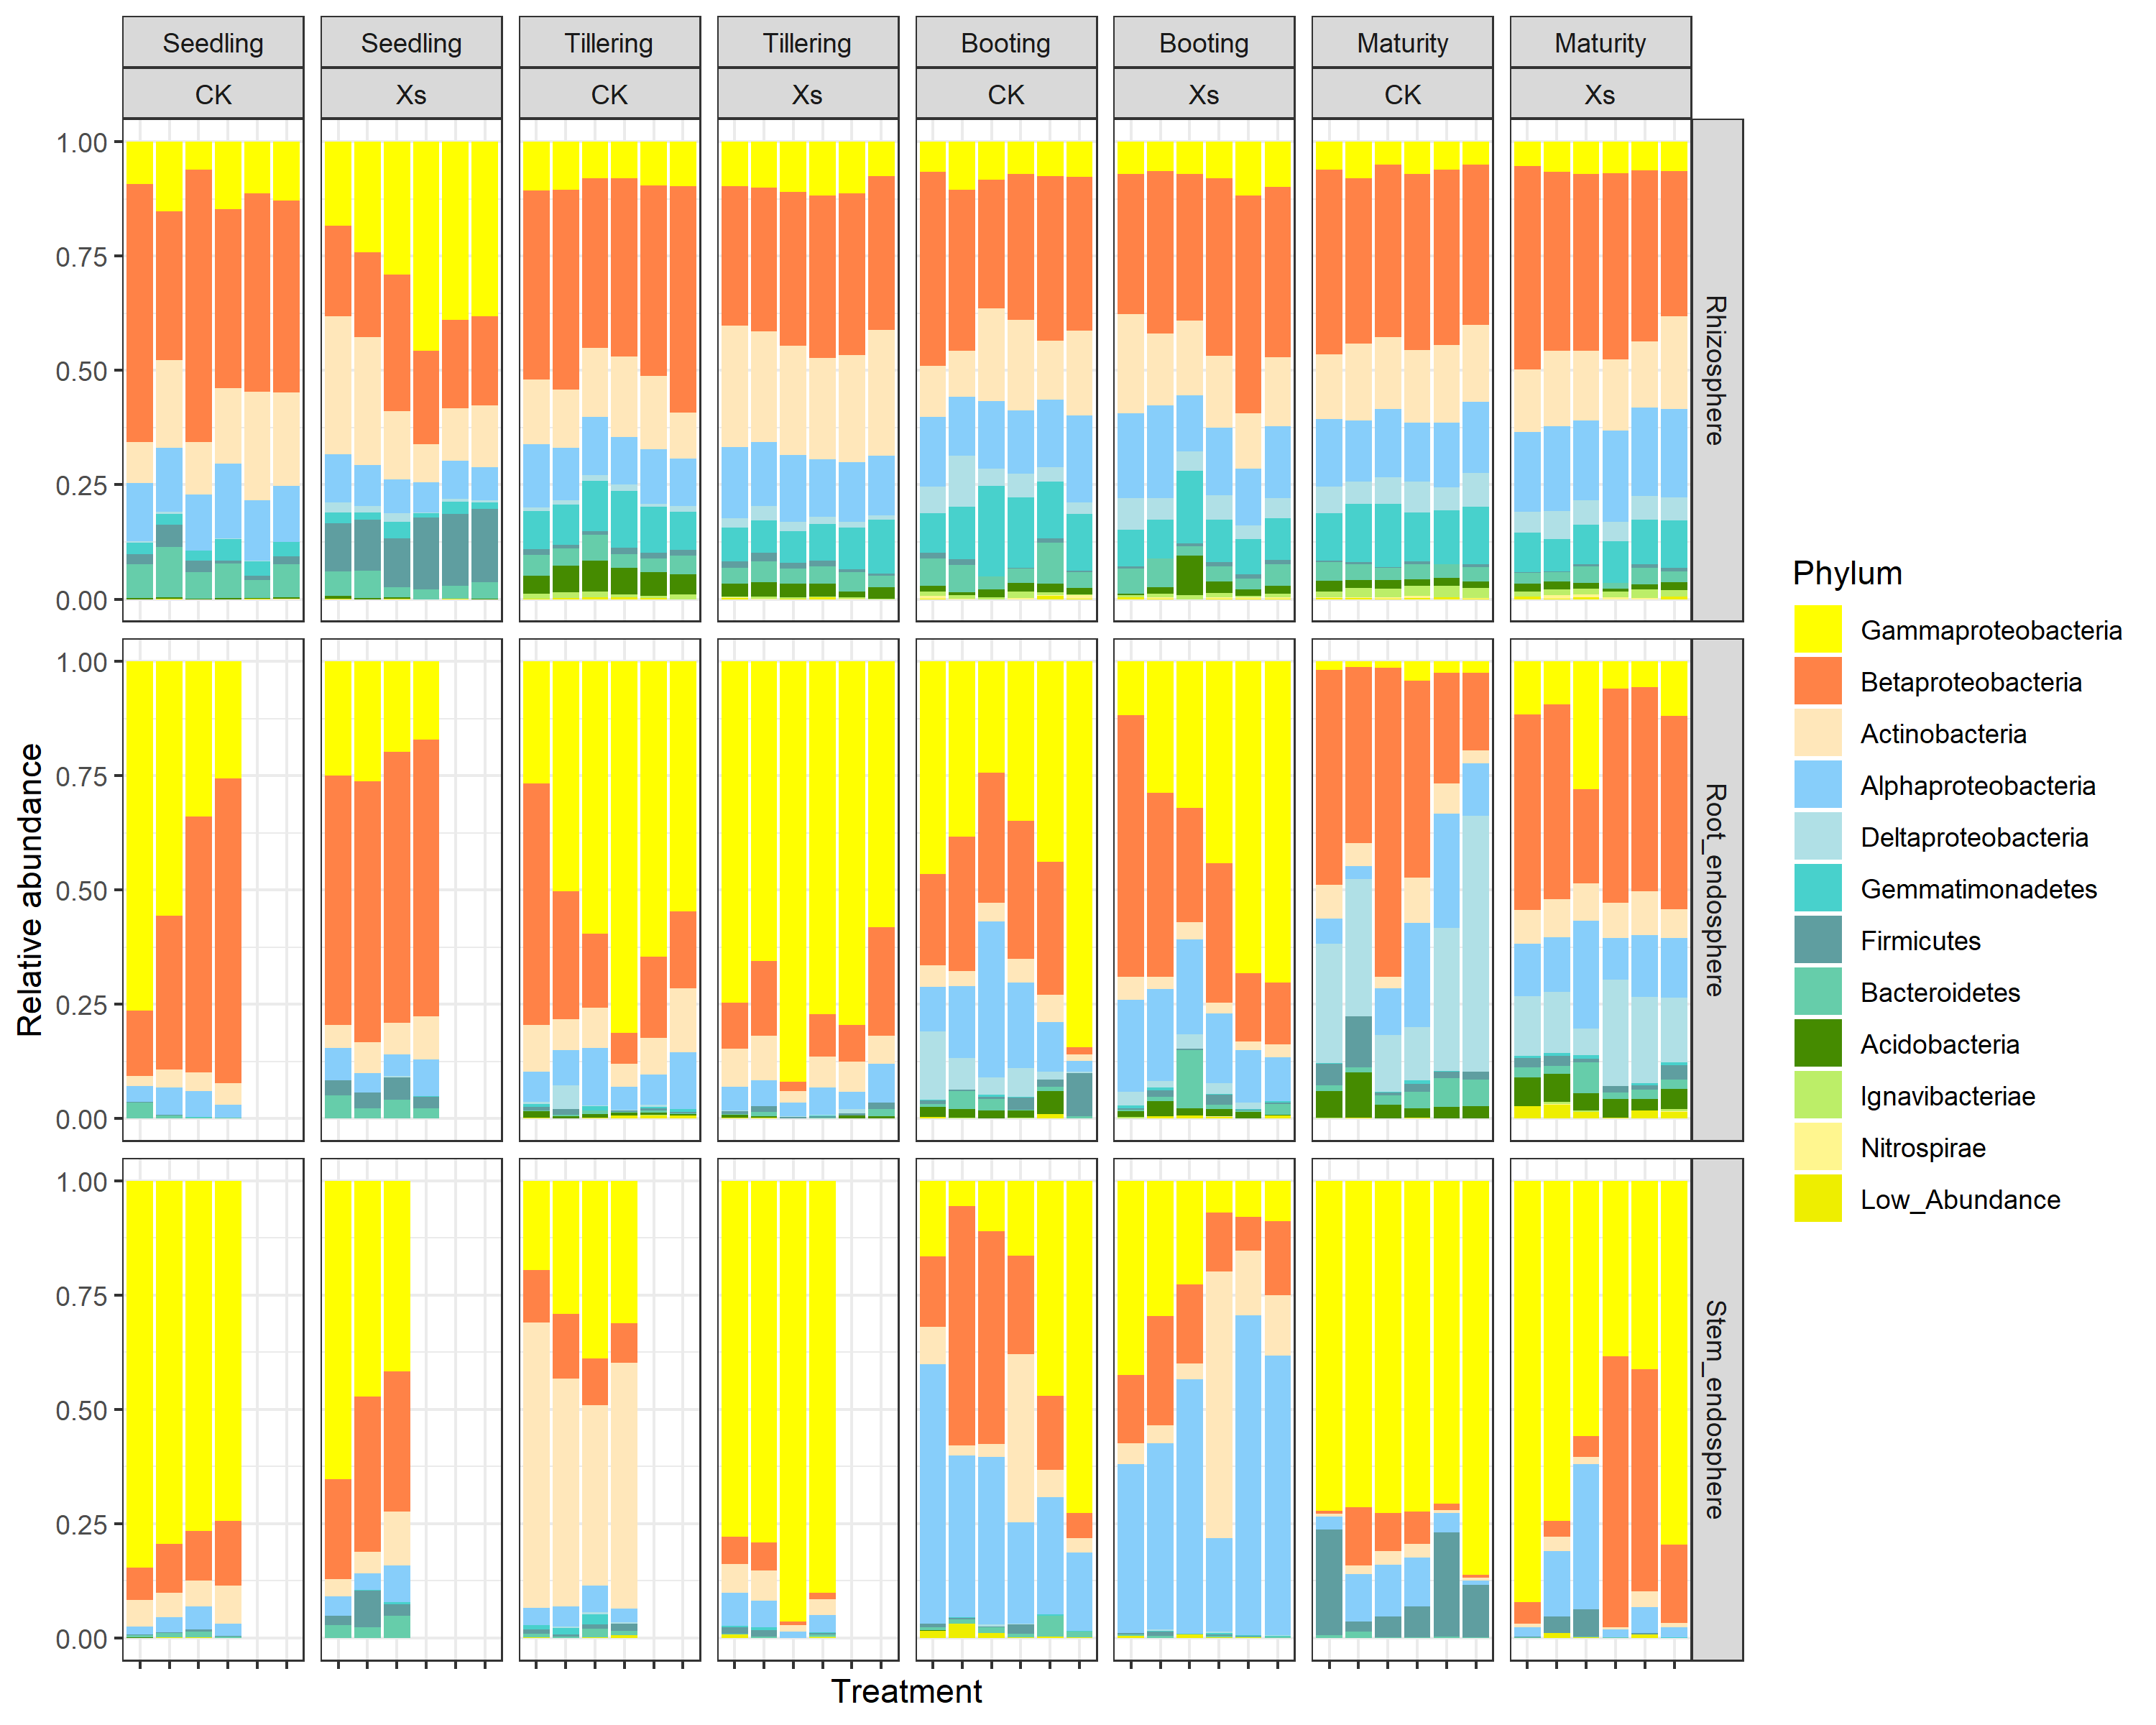 Seedling Seedling Tillering Tillering Booting Booting Maturity Maturity
CK Xs CK Xs CK Xs CK Xs
1.00
0.75
0.50
0.25
0.00
Rhizosphere
1.00
0.75
0.50
0.25
0.00
Root_endosphere
1.00
0.75
0.50
0.25
0.00
Stem_endosphere
Relative abundance
Treatment
Phylum
Gammaproteobacteria
Betaproteobacteria
Actinobacteria
Alphaproteobacteria
Deltaproteobacteria
Gemmatimonadetes
Firmicutes
Bacteroidetes
Acidobacteria
Ignavibacteriae
Nitrospirae
Low_Abundance